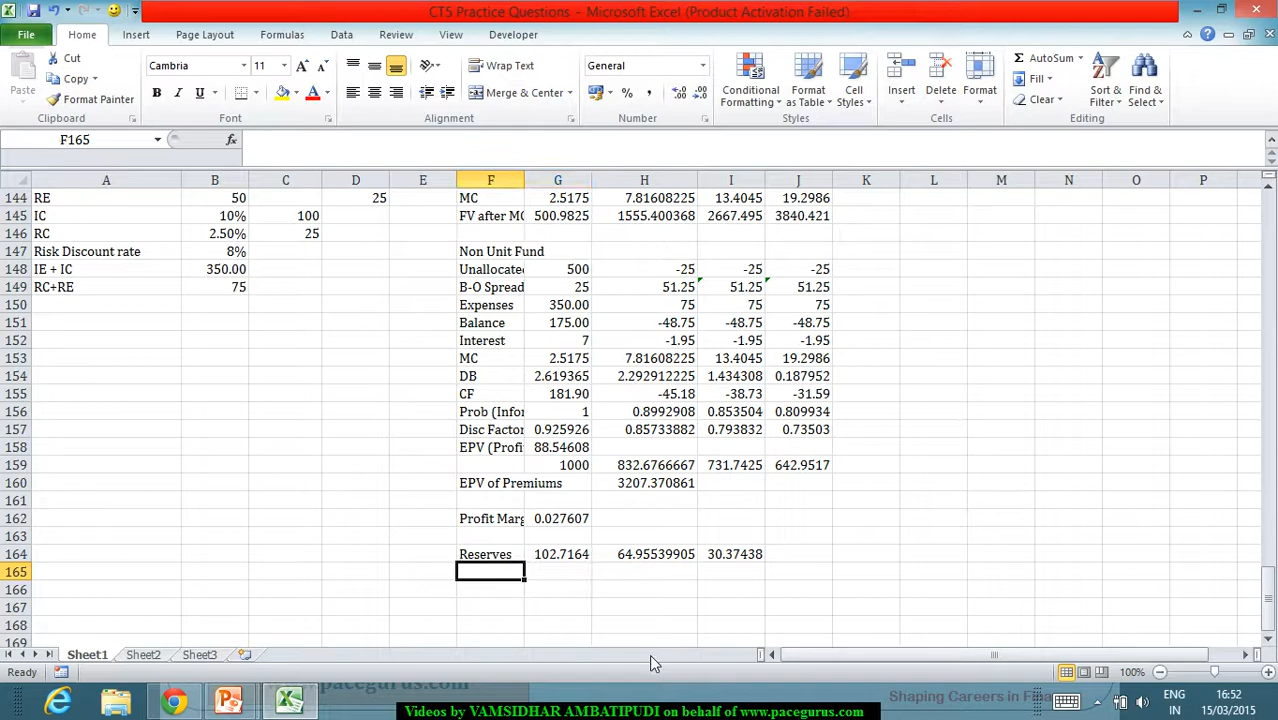 CT5 Practice Questions - Microsoft Excel (Product Activation Failed)
File Home Insert Page Layout Formulas Data Review View Developer
Cut
Copy
Format Painter
Paste
Clipboard
Cambria 11
B I U
Font
Wrap Text
Merge & Center
Alignment
General
%
Number
Conditional Formatting
Format as Table
Cell Styles
Styles
Insert Delete Format
Cells
AutoSum
Fill
Clear
Sort & Filter
Find & Select
Editing
F165 fx
A B C D E F G H I J K L M N O P
144 RE 50 25 MC 2.5175 7.81608225 13.4045 19.2986
145 IC 10% 100 FV after MC 500.9825 1555.400368 2667.495 3840.421
146 RC 2.50% 25
147 Risk Discount rate 8% Non Unit Fund
148 IE + IC 350.00 Unallocated 500 -25 -25 -25
149 RC+RE 75 B-O Spread 25 51.25 51.25 51.25
150 Expenses 350.00 75 75 75
151 Balance 175.00 -48.75 -48.75 -48.75
152 Interest 7 -1.95 -1.95 -1.95
153 MC 2.5175 7.81608225 13.4045 19.2986
154 DB 2.619365 2.292912225 1.434308 0.187952
155 CF 181.90 -45.18 -38.73 -31.59
156 Prob (Infor 1 0.8992908 0.853504 0.809934
157 Disc Factor 0.925926 0.85733882 0.793832 0.73503
158 EPV (Profi 88.54608
159 1000 832.6766667 731.7425 642.9517
160 EPV of Premiums 3207.370861
161
162 Profit Marg 0.027607
163
164 Reserves 102.7164 64.95539905 30.37438
165
166
167
168
169
Sheet1 Sheet2 Sheet3
Ready 100%
www.pacegurus.com Shaping Careers in Fina
ENG 16:52
IN 15/03/2015
Videos by VAMSIDHAR AMBATIPUDI on behalf of www.pacegurus.com